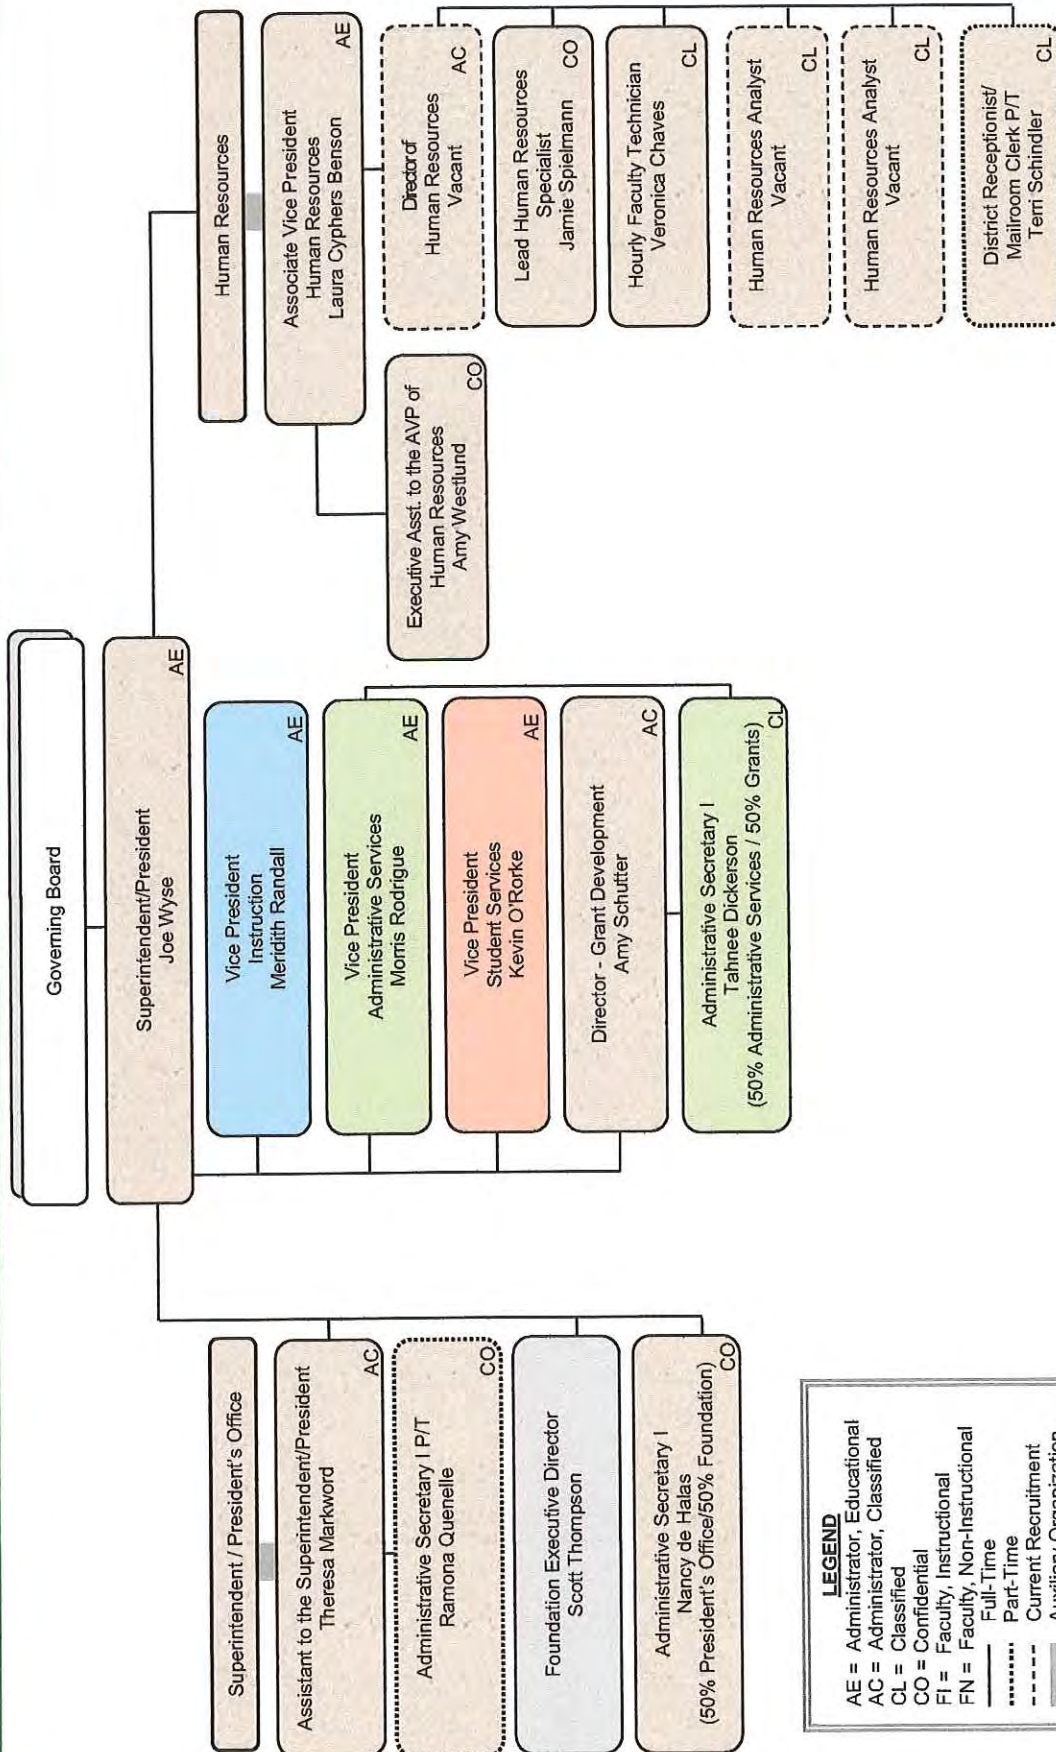 Governing Board
Superintendent/President
Joe Wyse
AE
Superintendent / President's Office
Assistant to the Superintendent/President
Theresa Markword
AC
Administrative Secretary I P/T
Ramona Quenelle
CO
Foundation Executive Director
Scott Thompson
Administrative Secretary I
Nancy de Halas
(50% President's Office/50% Foundation)
CO
Vice President
Instruction
Meridith Randall
AE
Vice President
Administrative Services
Morris Rodrigue
AE
Vice President
Student Services
Kevin O'Rorke
AE
Director - Grant Development
Amy Schutter
AC
Administrative Secretary I
Tahnee Dickerson
(50% Administrative Services / 50% Grants)
CL
Human Resources
Associate Vice President
Human Resources
Laura Cyphers Benson
AE
Executive Asst. to the AVP of
Human Resources
Amy Westlund
CO
Director of
Human Resources
Vacant
AC
Lead Human Resources
Specialist
Jamie Spielmann
CO
Hourly Faculty Technician
Veronica Chaves
CL
Human Resources Analyst
Vacant
CL
Human Resources Analyst
Vacant
CL
District Receptionist/
Mailroom Clerk P/T
Terri Schindler
CL
LEGEND
AE = Administrator, Educational
AC = Administrator, Classified
CL = Classified
CO = Confidential
FI = Faculty, Instructional
FN = Faculty, Non-Instructional
Full-Time
Part-Time
Current Recruitment
Auxiliary Organization